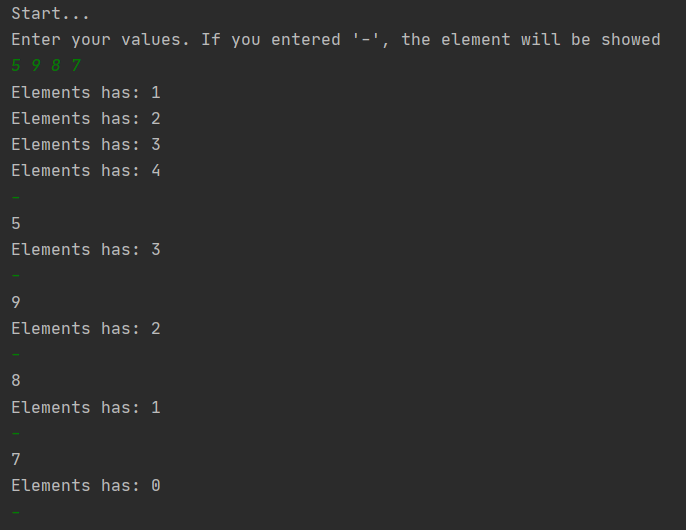 Start...
Enter your values. If you entered '-', the element will be showed
5 9 8 7
Elements has: 1
Elements has: 2
Elements has: 3
Elements has: 4
-
5
Elements has: 3
-
9
Elements has: 2
-
8
Elements has: 1
-
7
Elements has: 0
-